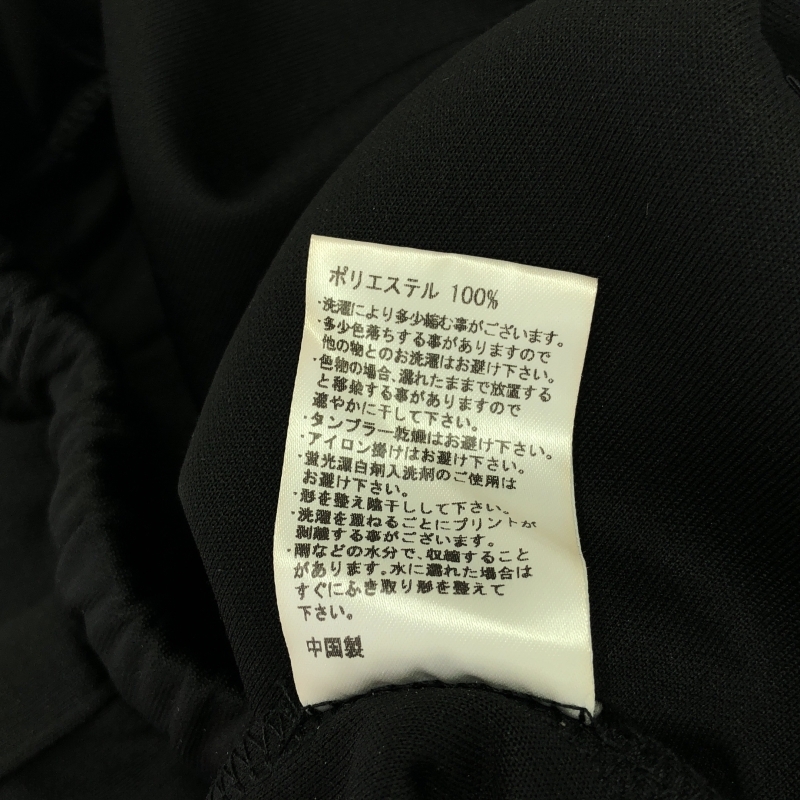 ポリエステル 100%
・洗濯により多少縮む事がございます。
・多少色落ちする事がありますので
他の物とのお洗濯はお避け下さい。
・色物の場合、濡れたままで放置する
と移染する事がありますので
速やかに干して下さい。
・タンブラー乾燥はお避け下さい。
・アイロン掛けはお避け下さい。
・蛍光漂白剤入洗剤のご使用は
お避け下さい。
・形を整え陰干しして下さい。
・洗濯を重ねるごとにプリントが
剥離する事がございます。
・雨などの水分で、収縮すること
があります。水に濡れた場合は
すぐにふき取り形を整えて
下さい。
中国製